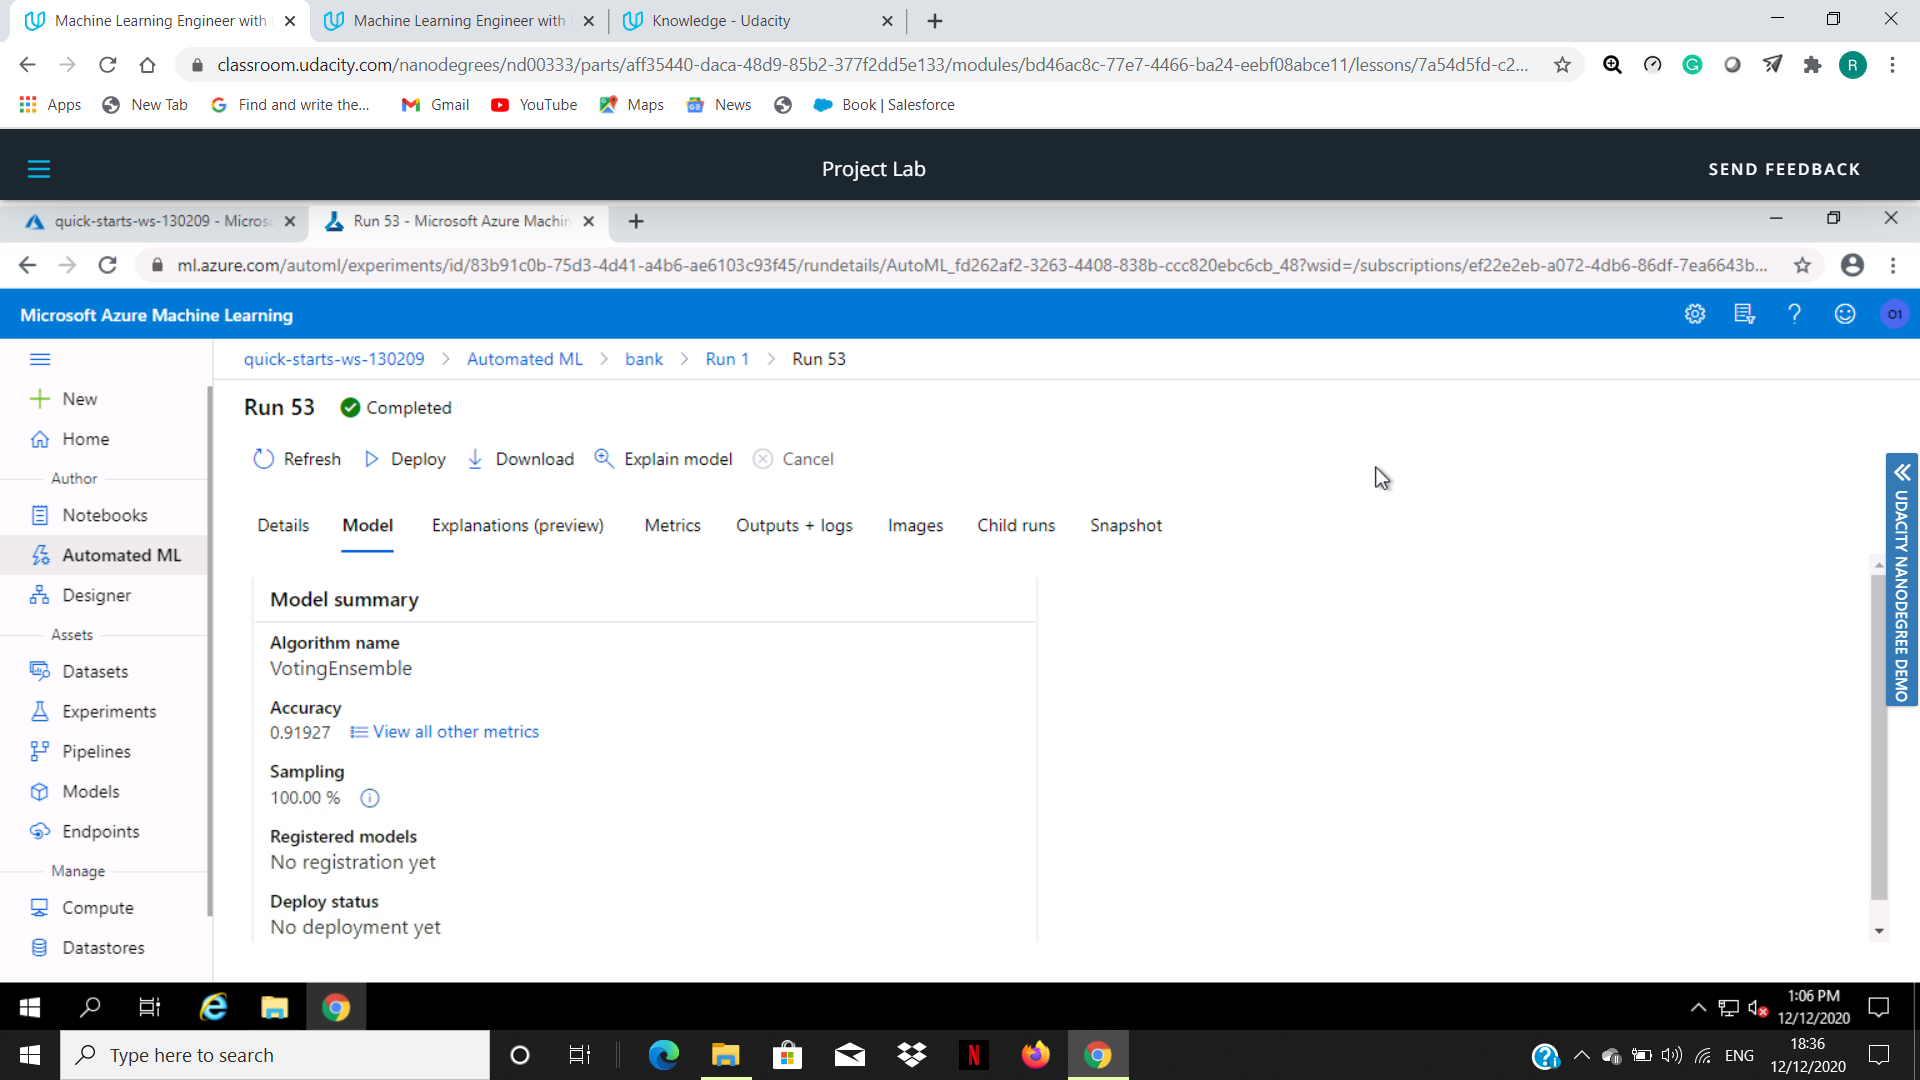 Machine Learning Engineer with
Machine Learning Engineer with
Knowledge - Udacity
classroom.udacity.com/nanodegrees/nd00333/parts/aff35440-daca-48d9-85b2-377f2dd5e133/modules/bd46ac8c-77e7-4466-ba24-eebf08abce11/lessons/7a54d5fd-c2...
R
Apps
New Tab
Find and write the...
Gmail
YouTube
Maps
News
Book | Salesforce
Project Lab
SEND FEEDBACK
quick-starts-ws-130209 - Micros
Run 53 - Microsoft Azure Machin
ml.azure.com/automl/experiments/id/83b91c0b-75d3-4d41-a4b6-ae6103c93f45/rundetails/AutoML_fd262af2-3263-4408-838b-ccc820ebc6cb_48?wsid=/subscriptions/ef22e2eb-a072-4db6-86df-7ea6643b...
Microsoft Azure Machine Learning
O1
quick-starts-ws-130209 > Automated ML > bank > Run 1 > Run 53
New
Home
Author
Notebooks
Automated ML
Designer
Assets
Datasets
Experiments
Pipelines
Models
Endpoints
Manage
Compute
Datastores
Run 53
Completed
Refresh
Deploy
Download
Explain model
Cancel
Details
Model
Explanations (preview)
Metrics
Outputs + logs
Images
Child runs
Snapshot
Model summary
Algorithm name
VotingEnsemble
Accuracy
0.91927
View all other metrics
Sampling
100.00 %
Registered models
No registration yet
Deploy status
No deployment yet
UDACITY NANODEGREE DEMO
1:06 PM
12/12/2020
Type here to search
ENG
18:36
12/12/2020